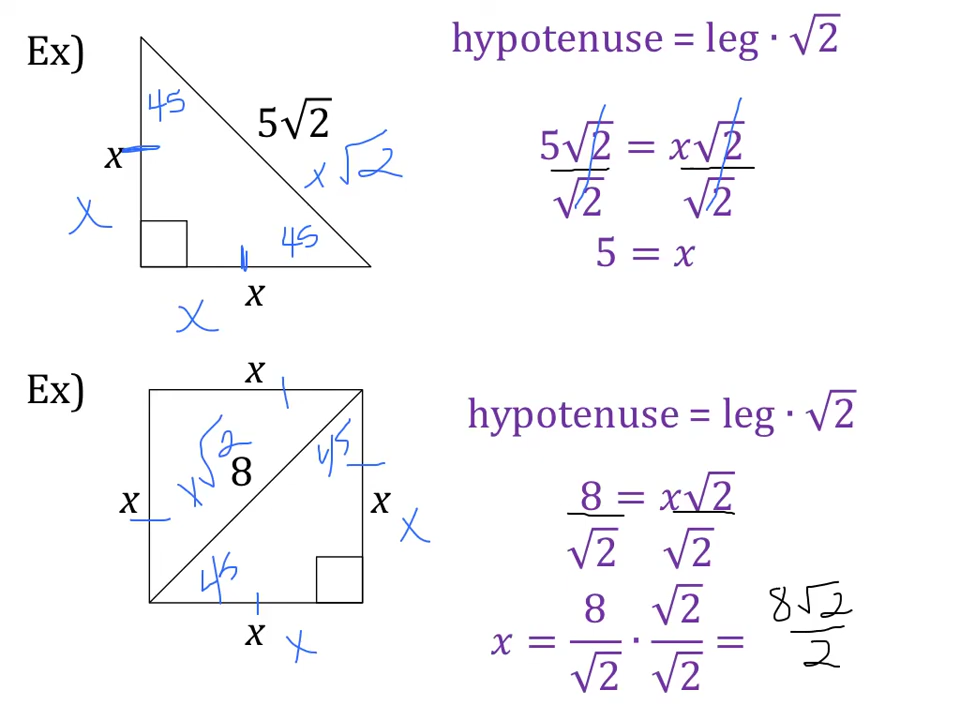 Ex)
45
5√2
x
x√2
x
45
x
x
hypotenuse = leg · √2
5√2 = x√2
√2 √2
5 = x
Ex)
x
x√2
8
45
x
x
x
45
x
x
hypotenuse = leg · √2
8 = x√2
√2 √2
x = 8/√2 · √2/√2 = 8√2/2